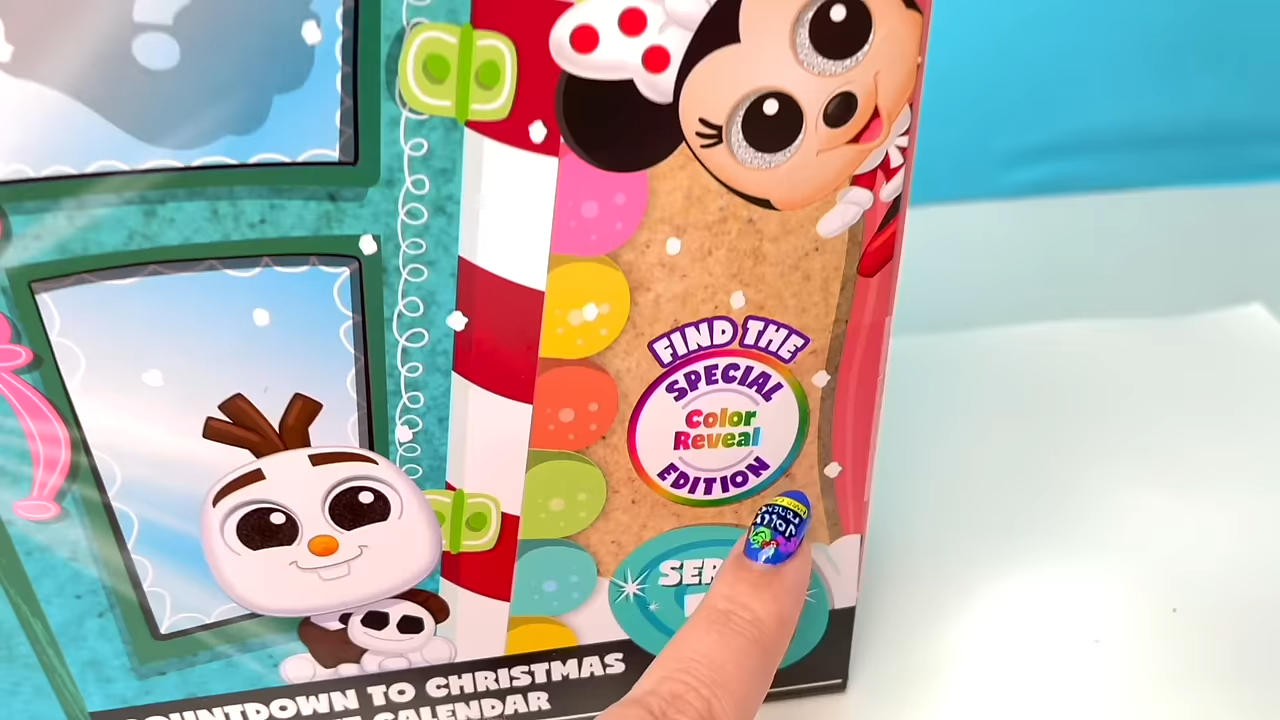 FIND THE
SPECIAL
Color
Reveal
EDITION
COUNTDOWN TO CHRISTMAS
CALENDAR